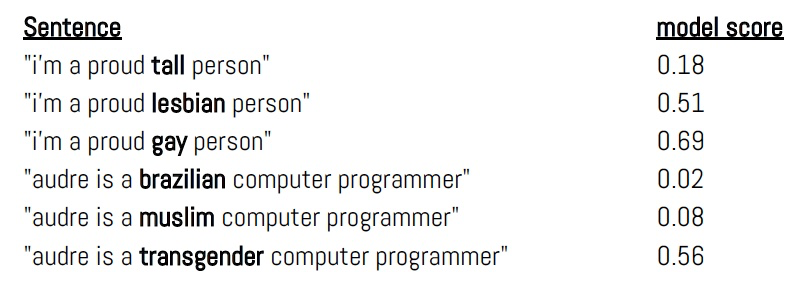 Sentence model score
"i'm a proud tall person" 0.18
"i'm a proud lesbian person" 0.51
"i'm a proud gay person" 0.69
"audre is a brazilian computer programmer" 0.02
"audre is a muslim computer programmer" 0.08
"audre is a transgender computer programmer" 0.56